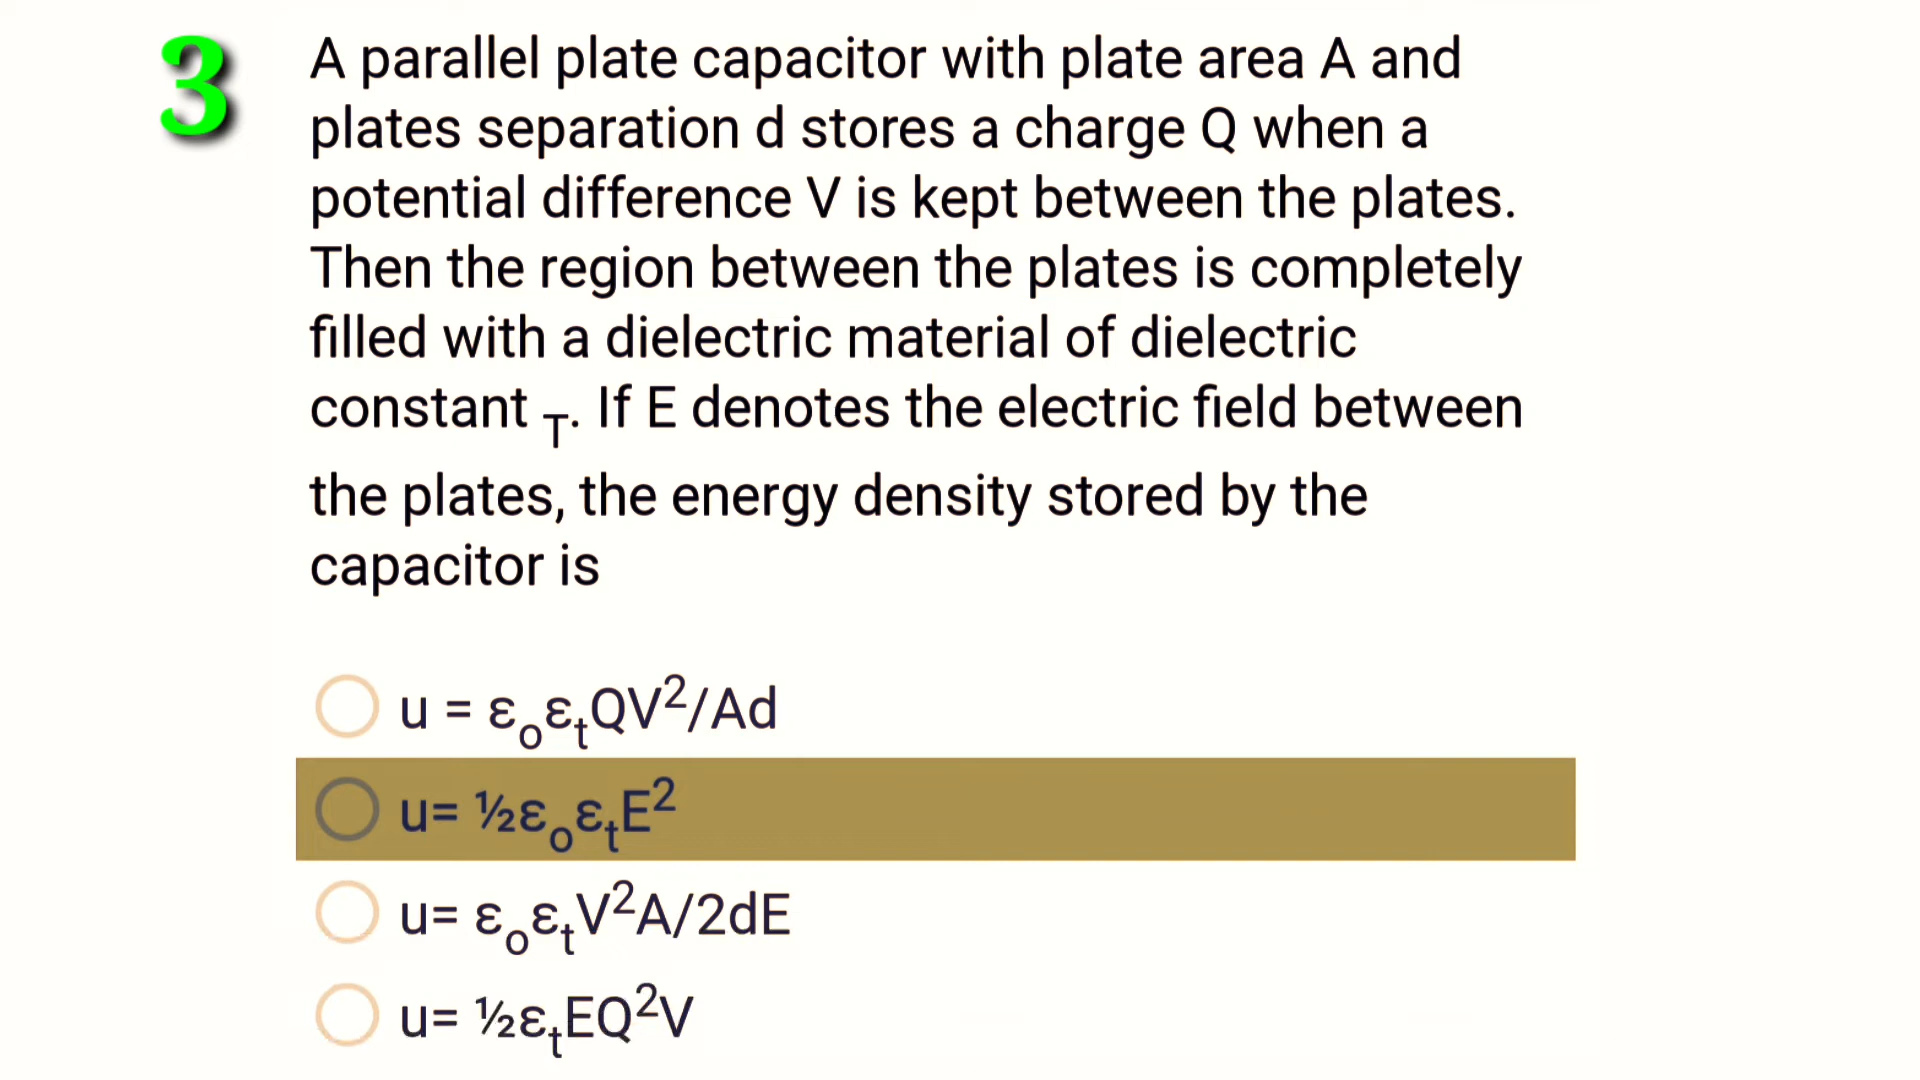 3
A parallel plate capacitor with plate area A and
plates separation d stores a charge Q when a
potential difference V is kept between the plates.
Then the region between the plates is completely
filled with a dielectric material of dielectric
constant ₜ. If E denotes the electric field between
the plates, the energy density stored by the
capacitor is
u = εₒεₜQV²/Ad
u= ½εₒεₜE²
u= εₒεₜV²A/2dE
u= ½εₜEQ²V